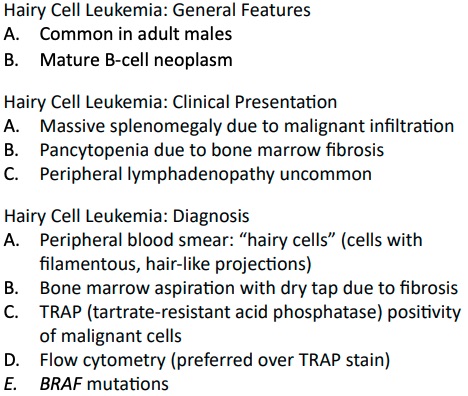 Hairy Cell Leukemia: General Features
A. Common in adult males
B. Mature B-cell neoplasm
Hairy Cell Leukemia: Clinical Presentation
A. Massive splenomegaly due to malignant infiltration
B. Pancytopenia due to bone marrow fibrosis
C. Peripheral lymphadenopathy uncommon
Hairy Cell Leukemia: Diagnosis
A. Peripheral blood smear: “hairy cells” (cells with
filamentous, hair-like projections)
B. Bone marrow aspiration with dry tap due to fibrosis
C. TRAP (tartrate-resistant acid phosphatase) positivity
of malignant cells
D. Flow cytometry (preferred over TRAP stain)
E. BRAF mutations